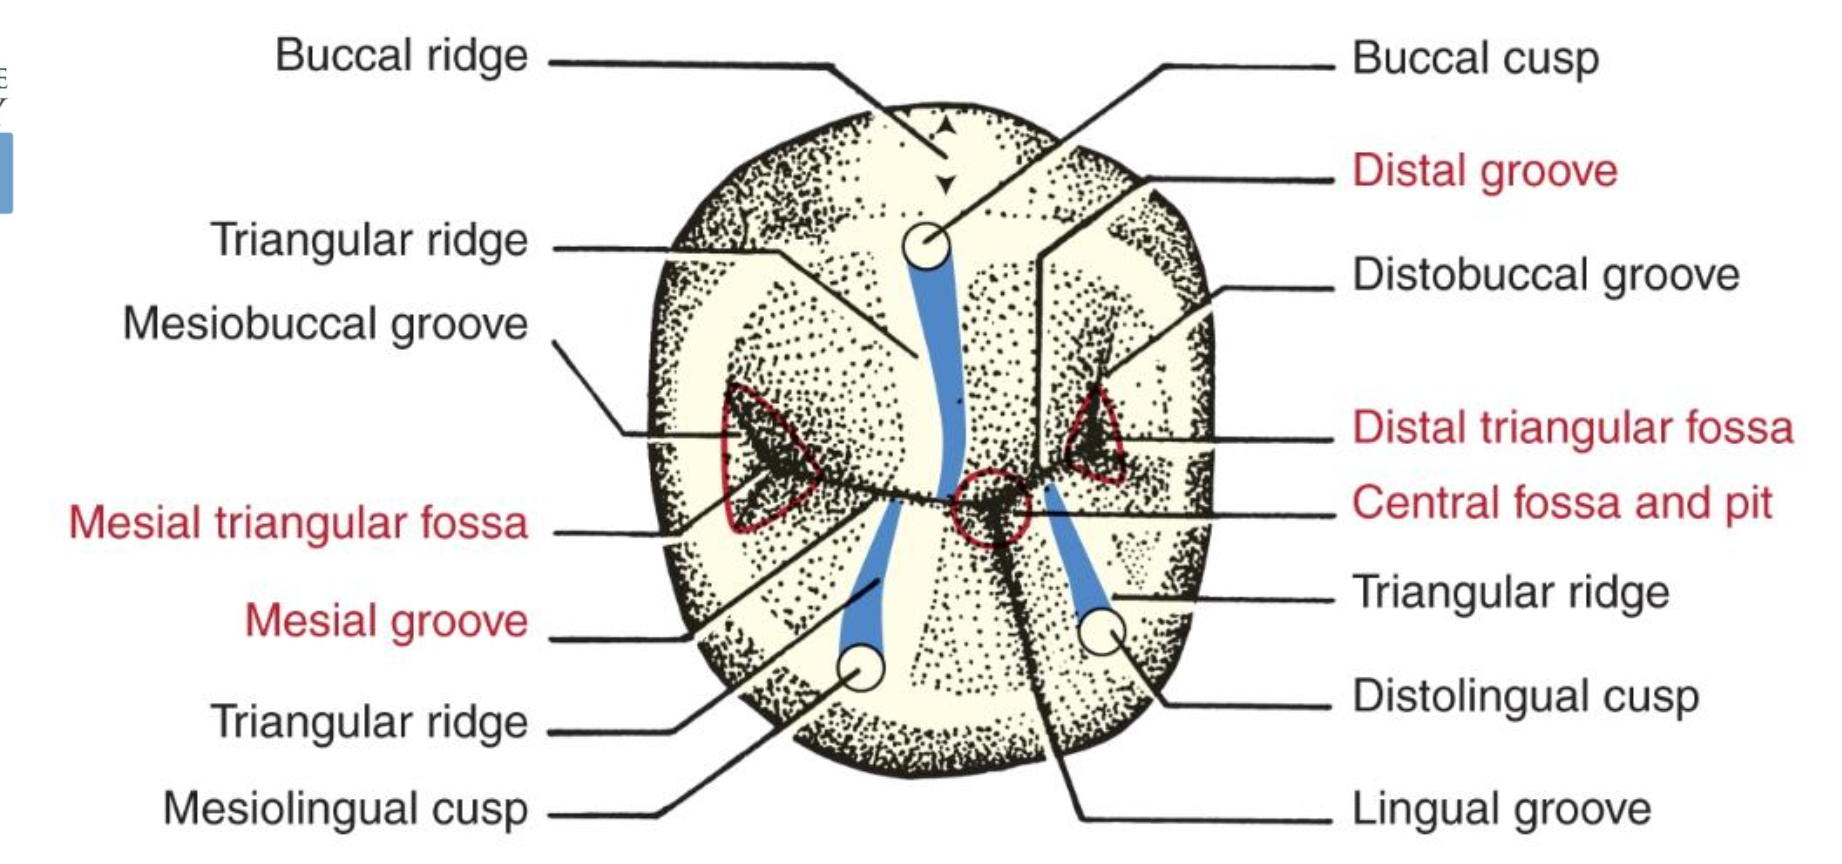 Buccal ridge
Buccal cusp
Distal groove
Triangular ridge
Distobuccal groove
Mesiobuccal groove
Distal triangular fossa
Central fossa and pit
Mesial triangular fossa
Triangular ridge
Mesial groove
Distolingual cusp
Triangular ridge
Mesiolingual cusp
Lingual groove